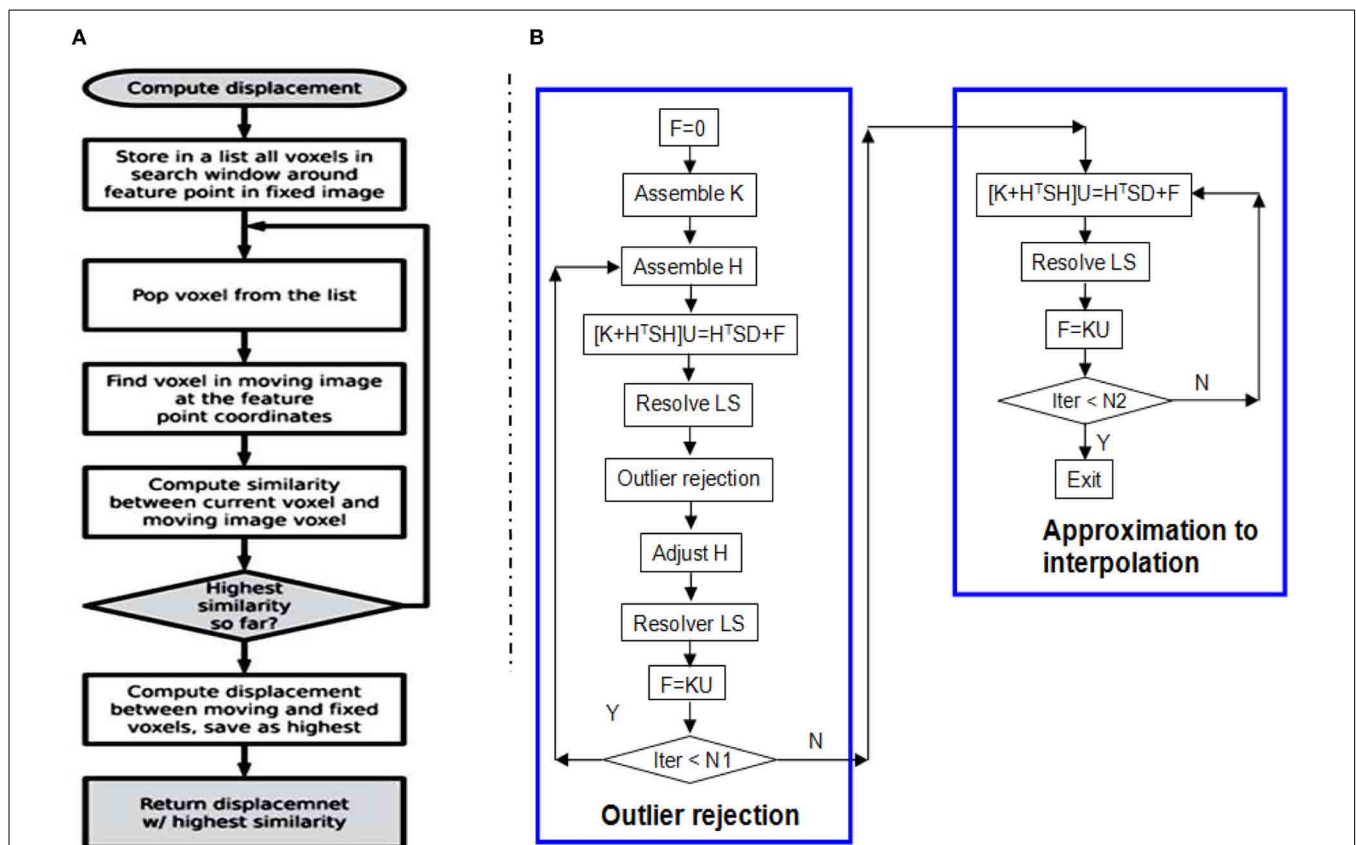 A
Compute displacement
Store in a list all voxels in
search window around
feature point in fixed image
Pop voxel from the list
Find voxel in moving image
at the feature
point coordinates
Compute similarity
between current voxel and
moving image voxel
Highest
similarity
so far?
Compute displacement
between moving and fixed
voxels, save as highest
Return displacemnet
w/ highest similarity
B
F=0
Assemble K
Assemble H
[K+HᵀSH]U=HᵀSD+F
Resolve LS
Outlier rejection
Adjust H
Resolver LS
F=KU
Y
Iter < N1
N
Outlier rejection
[K+HᵀSH]U=HᵀSD+F
Resolve LS
F=KU
Iter < N2
N
Y
Exit
Approximation to
interpolation